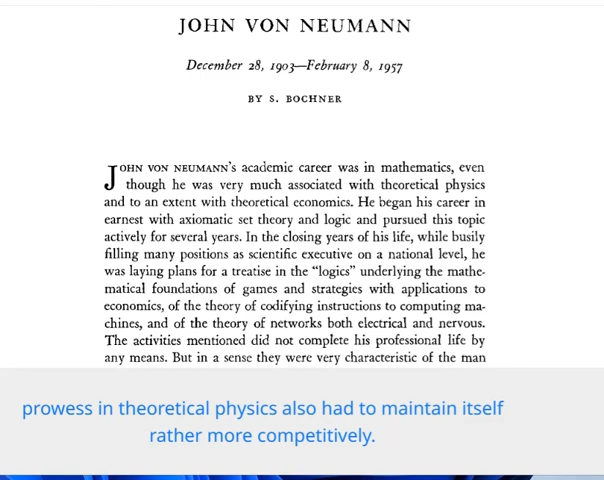 JOHN VON NEUMANN
December 28, 1903—February 8, 1957
BY S. BOCHNER
JOHN VON NEUMANN's academic career was in mathematics, even
though he was very much associated with theoretical physics
and to an extent with theoretical economics. He began his career in
earnest with axiomatic set theory and logic and pursued this topic
actively for several years. In the closing years of his life, while busily
filling many positions as scientific executive on a national level, he
was laying plans for a treatise in the “logics” underlying the mathe-
matical foundations of games and strategies with applications to
economics, of the theory of codifying instructions to computing ma-
chines, and of the theory of networks both electrical and nervous.
The activities mentioned did not complete his professional life by
any means. But in a sense they were very characteristic of the man
prowess in theoretical physics also had to maintain itself
rather more competitively.